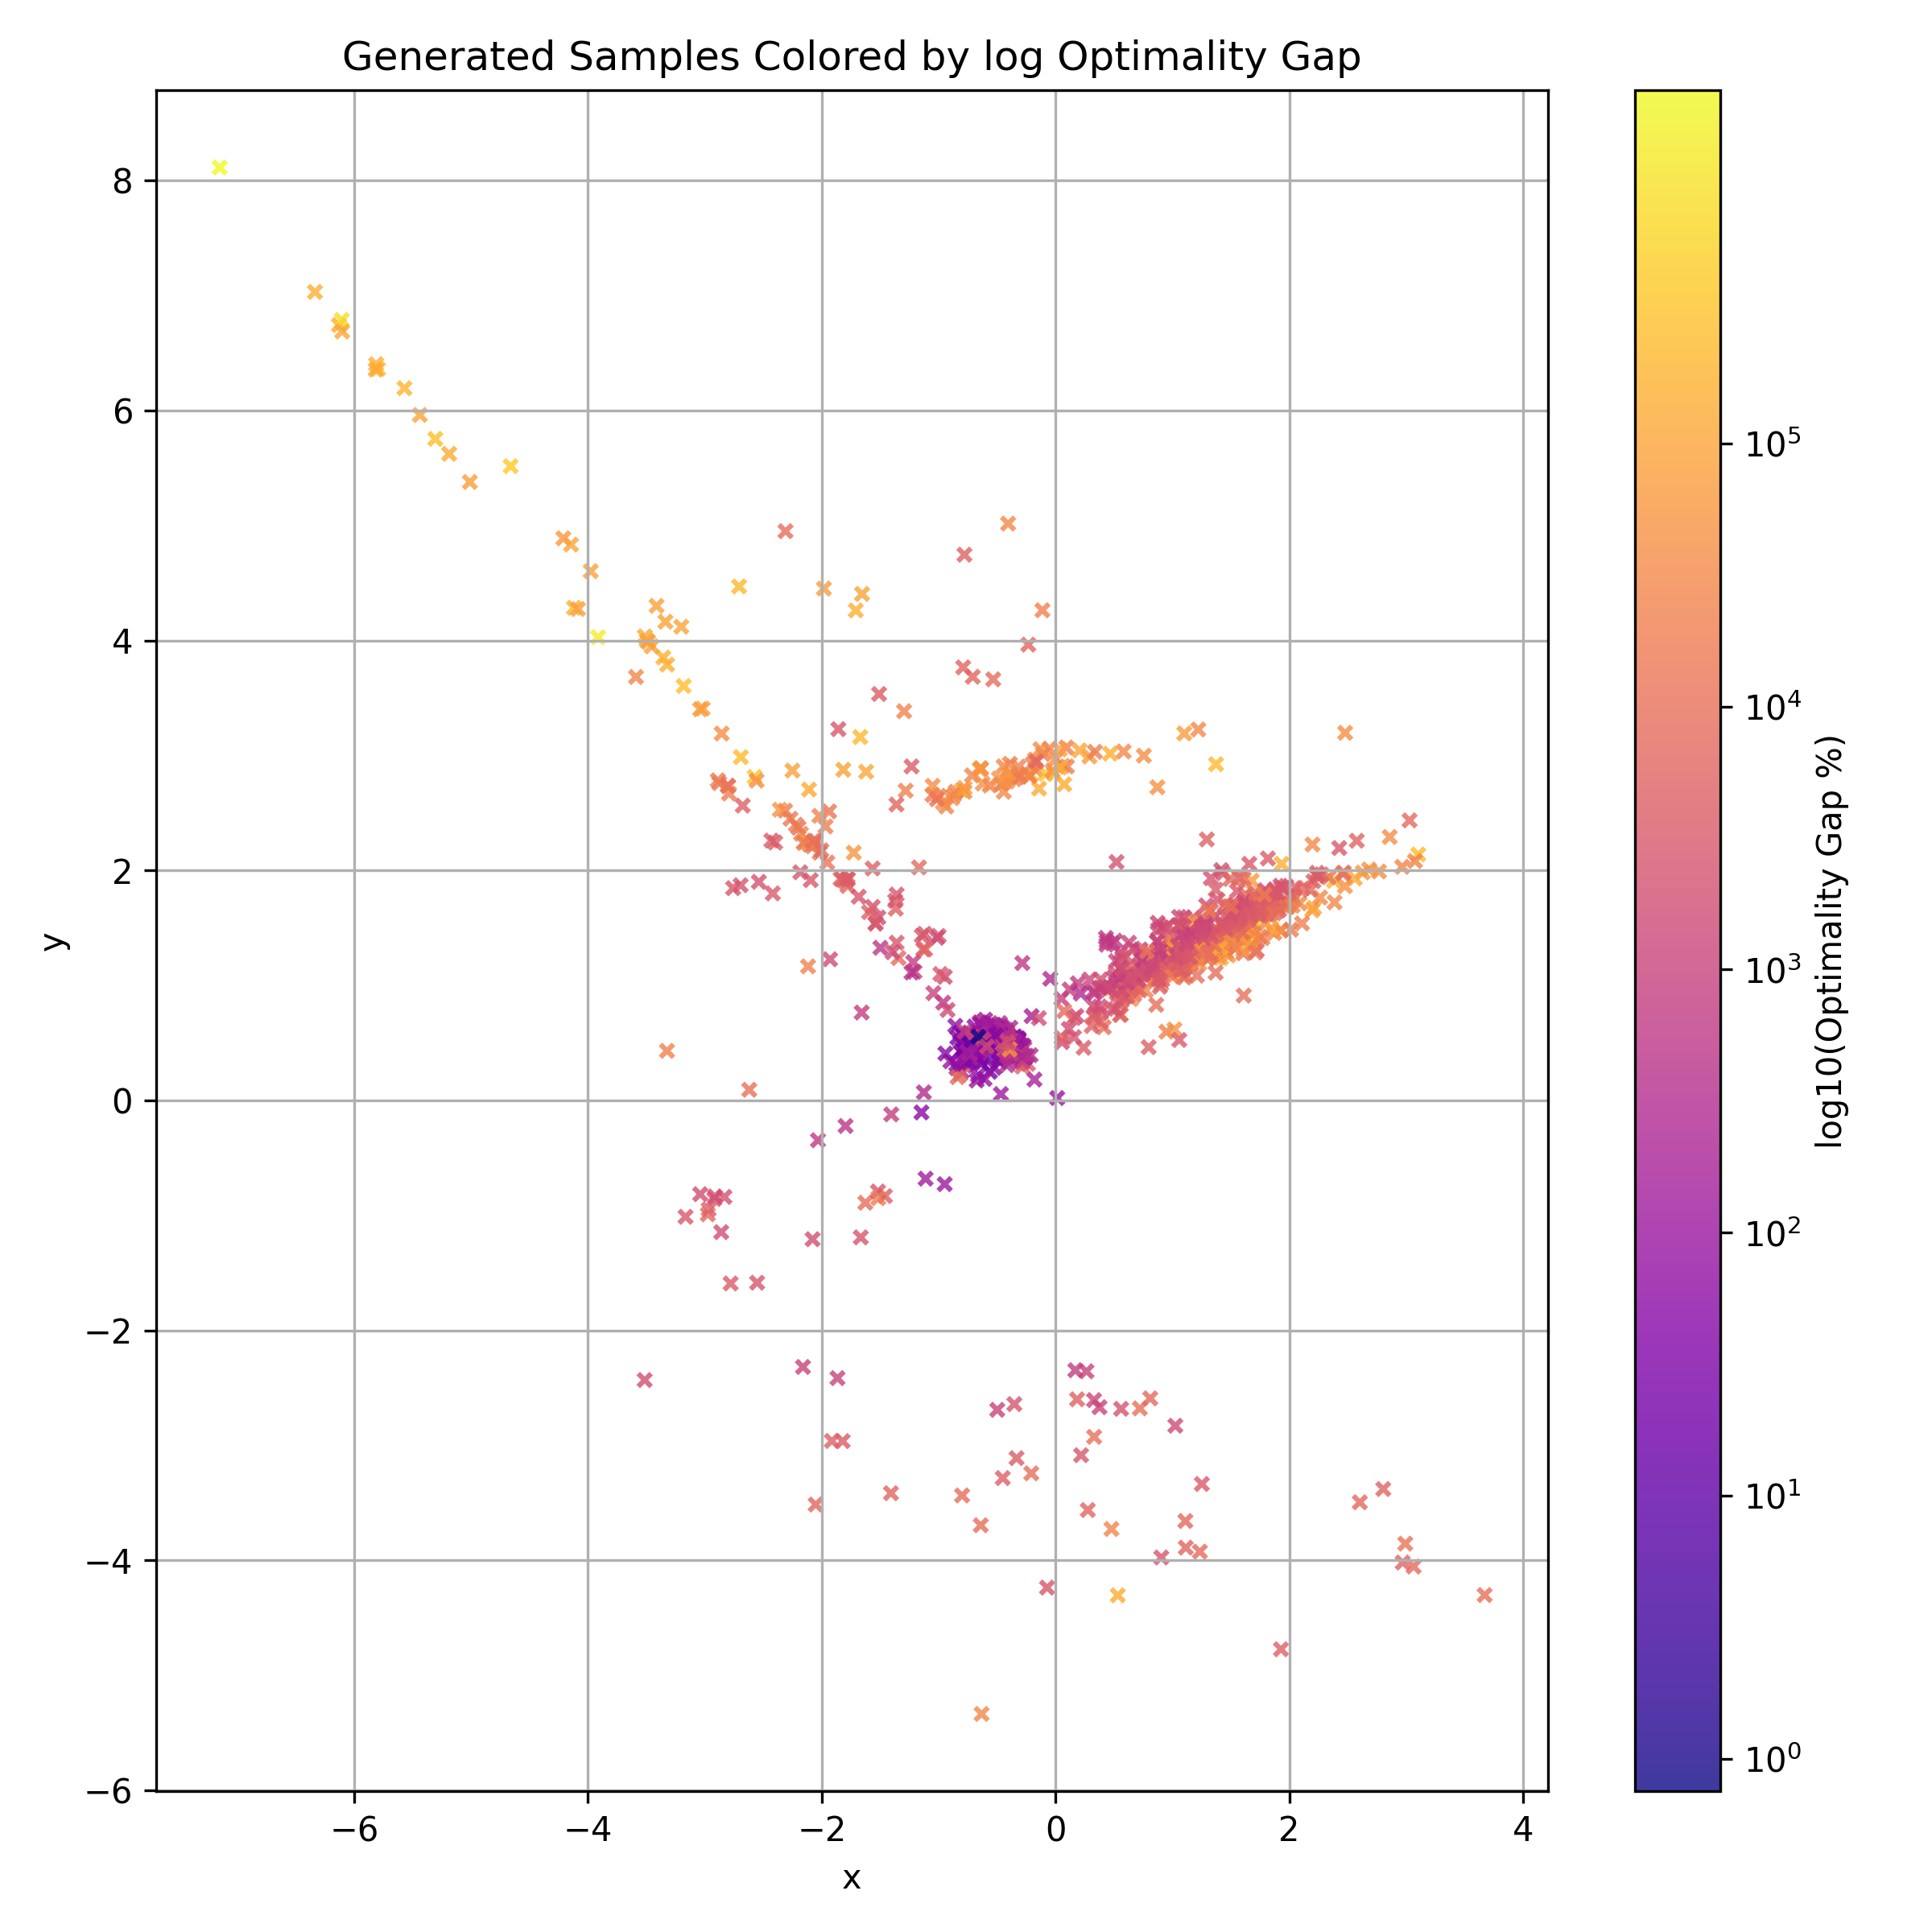 Generated Samples Colored by log Optimality Gap
8
6
4
2
0
−2
−4
−6
y
−6 −4 −2 0 2 4
x
10⁵
10⁴
10³
10²
10¹
10⁰
log10(Optimality Gap %)